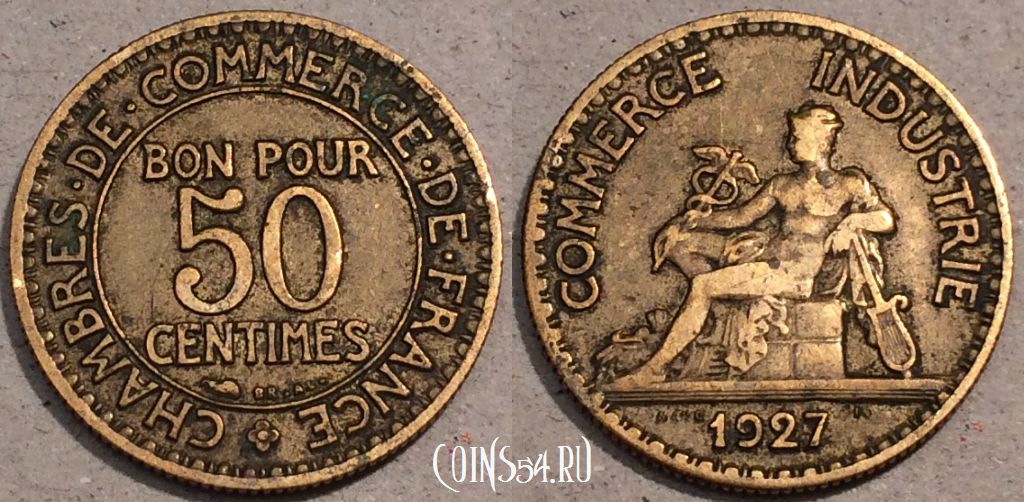 CHAMBRES · DE · COMMERCE · DE · FRANCE
BON POUR
50
CENTIMES
COMMERCE INDUSTRIE
1927
COINS54.RU